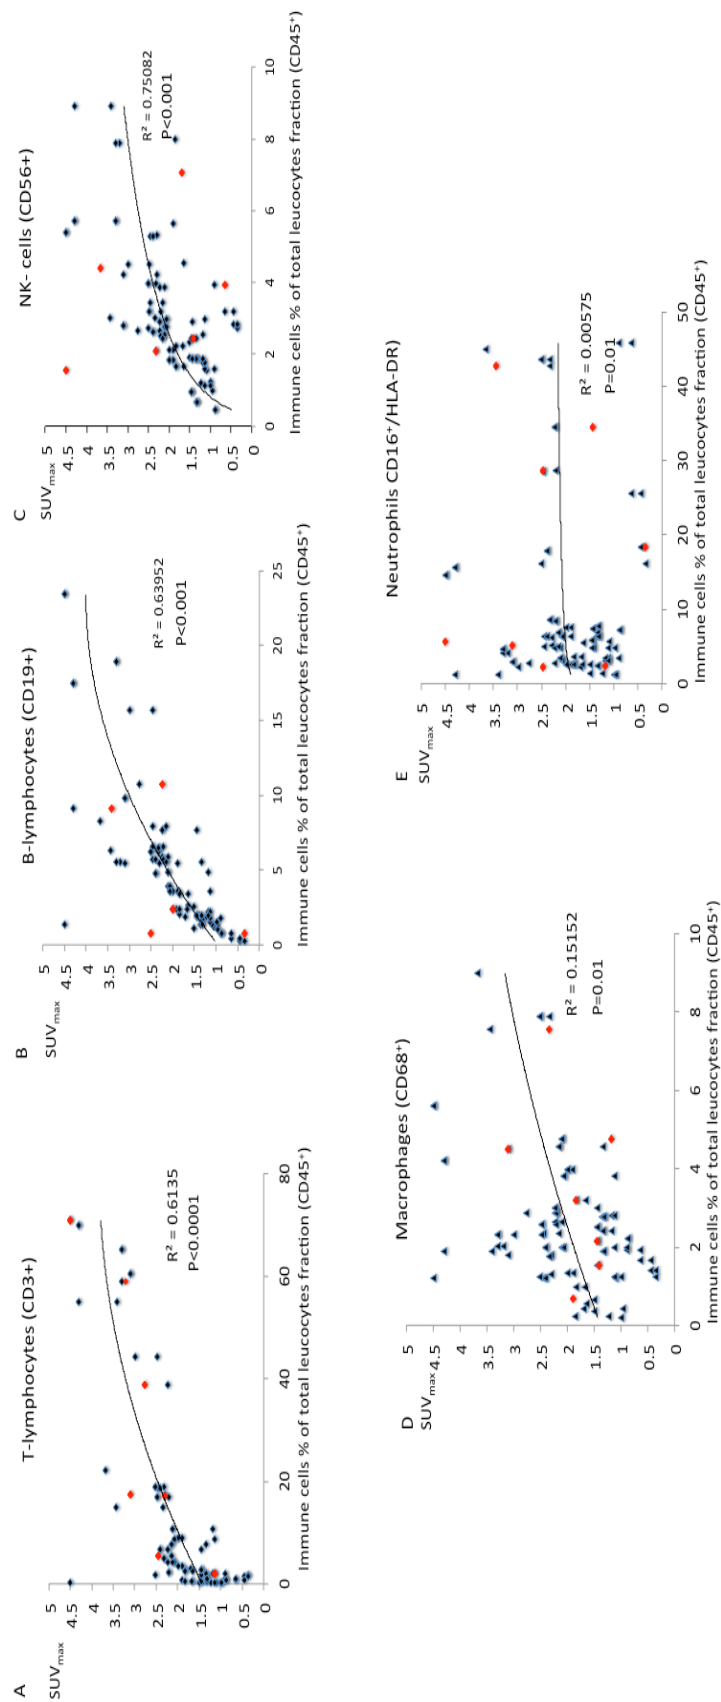 A
T-lymphocytes (CD3+)
SUVmax
5
4.5
4
3.5
3
2.5
2
1.5
1
0.5
0
0
20
40
60
80
R² = 0.6135
P<0.0001
Immune cells % of total leucocytes fraction (CD45⁺)
B
B-lymphocytes (CD19+)
SUVmax
5
4.5
4
3.5
3
2.5
2
1.5
1
0.5
0
0
5
10
15
20
25
R² = 0.63952
P<0.001
Immune cells % of total leucocytes fraction (CD45⁺)
C
NK- cells (CD56+)
SUVmax
5
4.5
4
3.5
3
2.5
2
1.5
1
0.5
0
0
2
4
6
8
10
R² = 0.75082
P<0.001
Immune cells % of total leucocytes fraction (CD45⁺)
D
Macrophages (CD68⁺)
SUVmax
5
4.5
4
3.5
3
2.5
2
1.5
1
0.5
0
0
2
4
6
8
10
R² = 0.15152
P=0.01
Immune cells % of total leucocytes fraction (CD45⁺)
E
Neutrophils CD16⁺/HLA-DR)
SUVmax
5
4.5
4
3.5
3
2.5
2
1.5
1
0.5
0
0
10
20
30
40
50
R² = 0.00575
P=0.01
Immune cells % of total leucocytes fraction (CD45⁺)